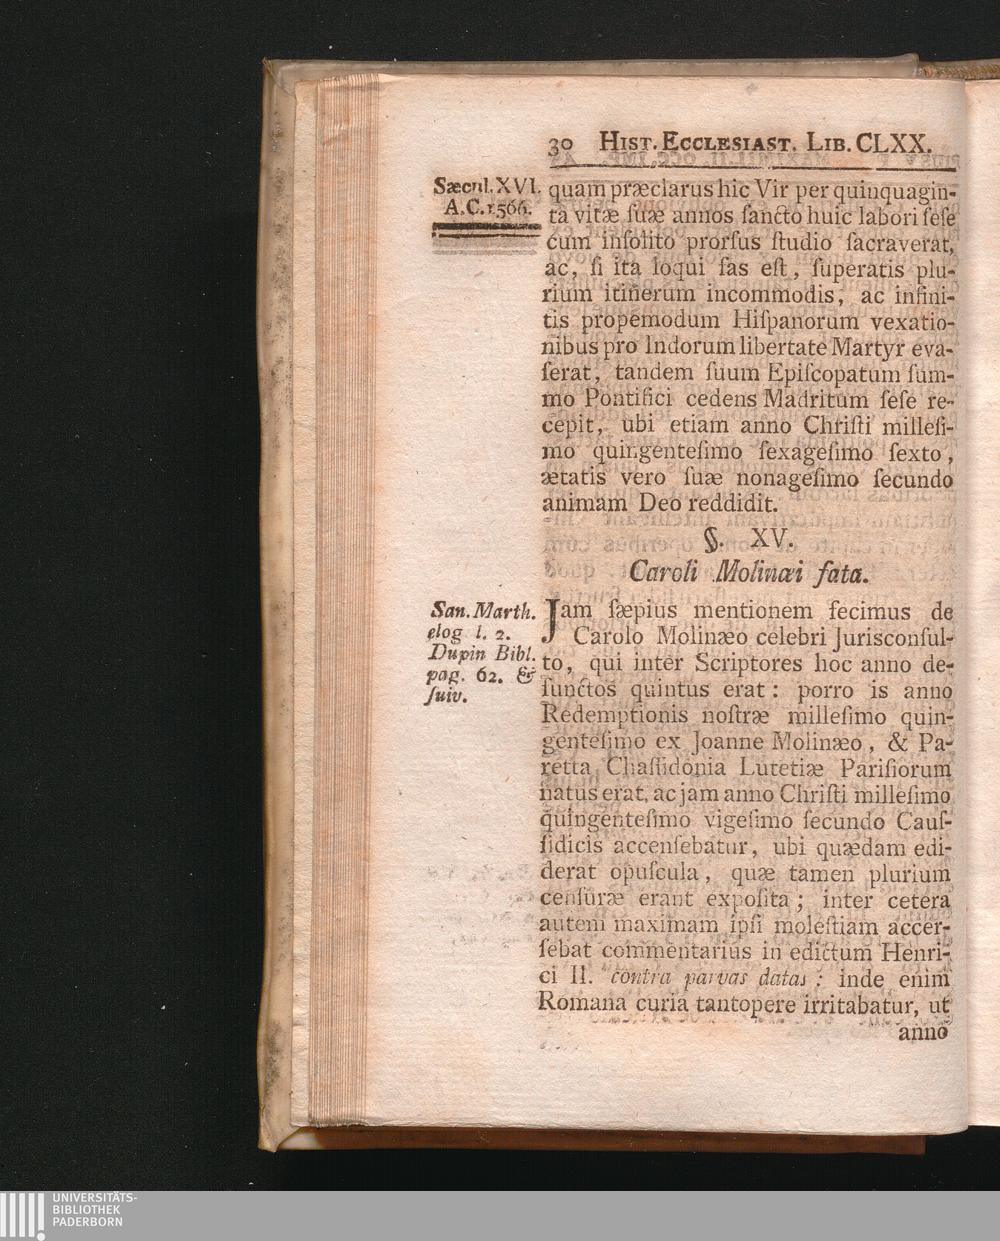 30 HIST. ECCLESIAST. LIB. CLXX.
Sæcul. XVI.
A.C. 1566.
quam præclarus hic Vir per quinquagin-
ta vitæ ſuæ annos ſancto huic labori ſeſe
cum inſolito prorſus ſtudio ſacraverat,
ac, ſi ita loqui fas eſt, ſuperatis plu-
rium itinerum incommodis, ac infini-
tis propemodum Hiſpanorum vexatio-
nibus pro Indorum libertate Martyr eva-
ſerat, tandem ſuum Epiſcopatum ſum-
mo Pontifici cedens Madritum ſeſe re-
cepit, ubi etiam anno Chriſti milleſi-
mo quingenteſimo ſexageſimo ſexto,
ætatis vero ſuæ nonageſimo ſecundo
animam Deo reddidit.
§. XV.
Caroli Molinæi fata.
San. Marth.
elog l. 2.
Dupin Bibl.
pag. 62. &
ſuiv.
Jam ſæpius mentionem fecimus de
Carolo Molinæo celebri Jurisconſul-
to, qui inter Scriptores hoc anno de-
functos quintus erat: porro is anno
Redemptionis noſtræ milleſimo quin-
genteſimo ex Joanne Molinæo, & Pa-
retta Chaſſidonia Lutetiæ Pariſiorum
natus erat, ac jam anno Chriſti milleſimo
quingenteſimo vigeſimo ſecundo Cauſ-
ſidicis accenſebatur, ubi quædam edi-
derat opuſcula, quæ tamen plurium
cenſuræ erant expoſita; inter cetera
autem maximam ipſi moleſtiam accer-
ſebat commentarius in edictum Henri-
ci II. contra parvas datas: inde enim
Romana curia tantopere irritabatur, ut
anno
UNIVERSITÄTS-
BIBLIOTHEK
PADERBORN